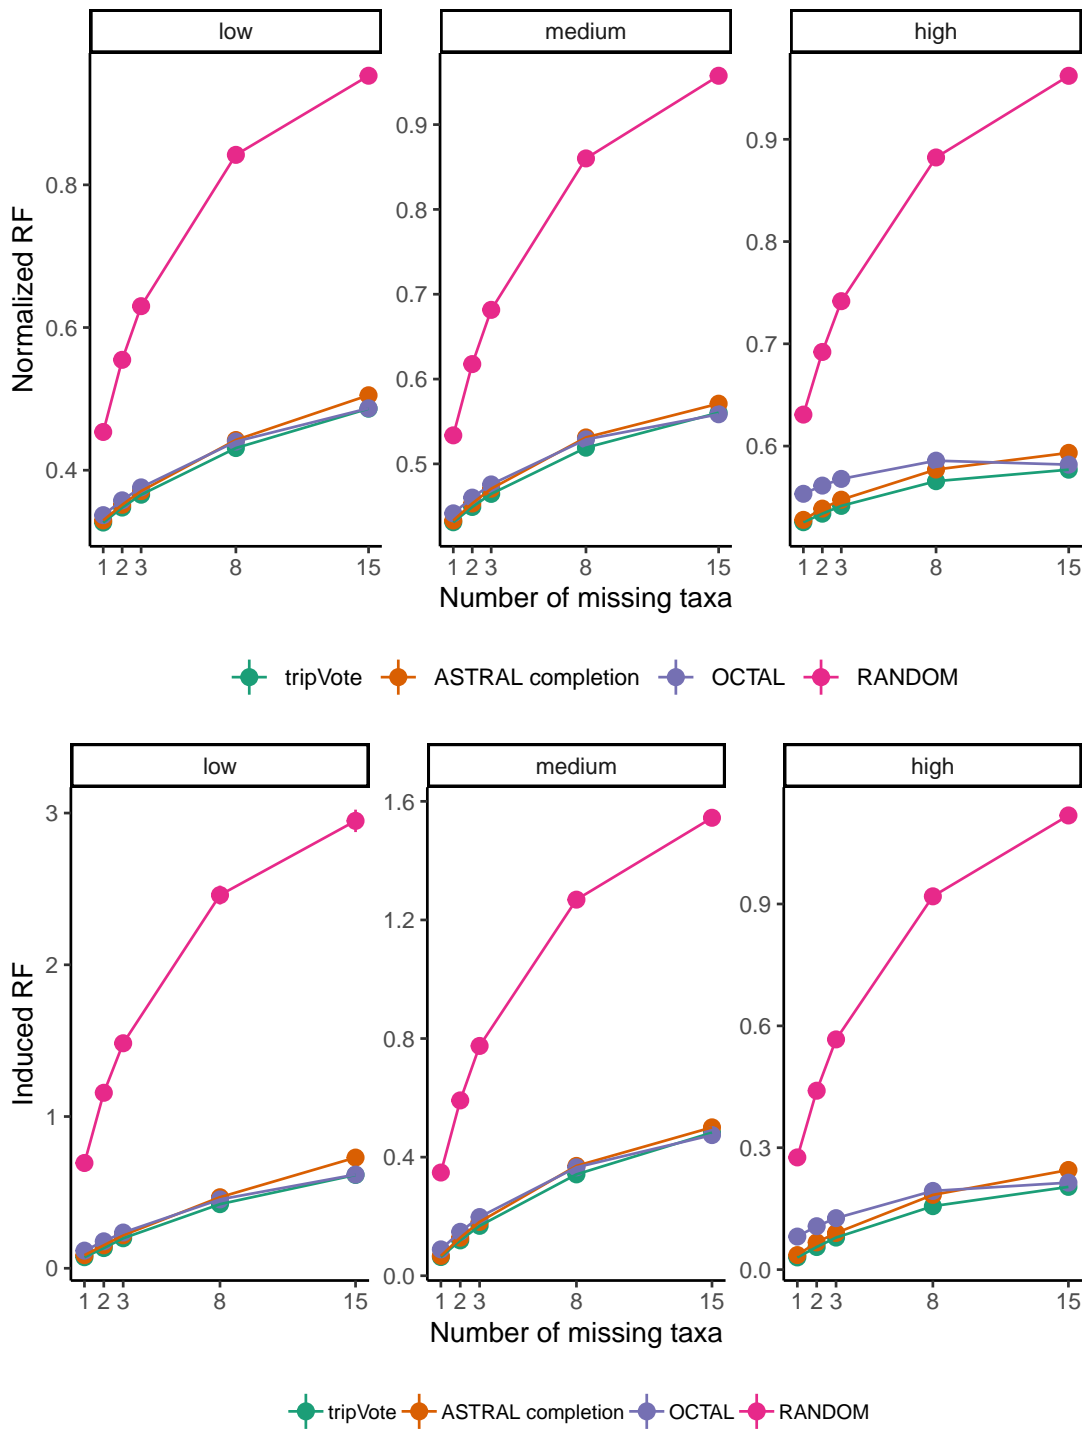 low medium high
Normalized RF
0.8
0.6
0.4
0.9
0.8
0.7
0.6
0.5
0.9
0.8
0.7
0.6
1 2 3 8 15 1 2 3 8 15 1 2 3 8 15
Number of missing taxa
tripVote ASTRAL completion OCTAL RANDOM
low medium high
Induced RF
3
2
1
0
1.6
1.2
0.8
0.4
0.0
0.9
0.6
0.3
0.0
1 2 3 8 15 1 2 3 8 15 1 2 3 8 15
Number of missing taxa
tripVote ASTRAL completion OCTAL RANDOM